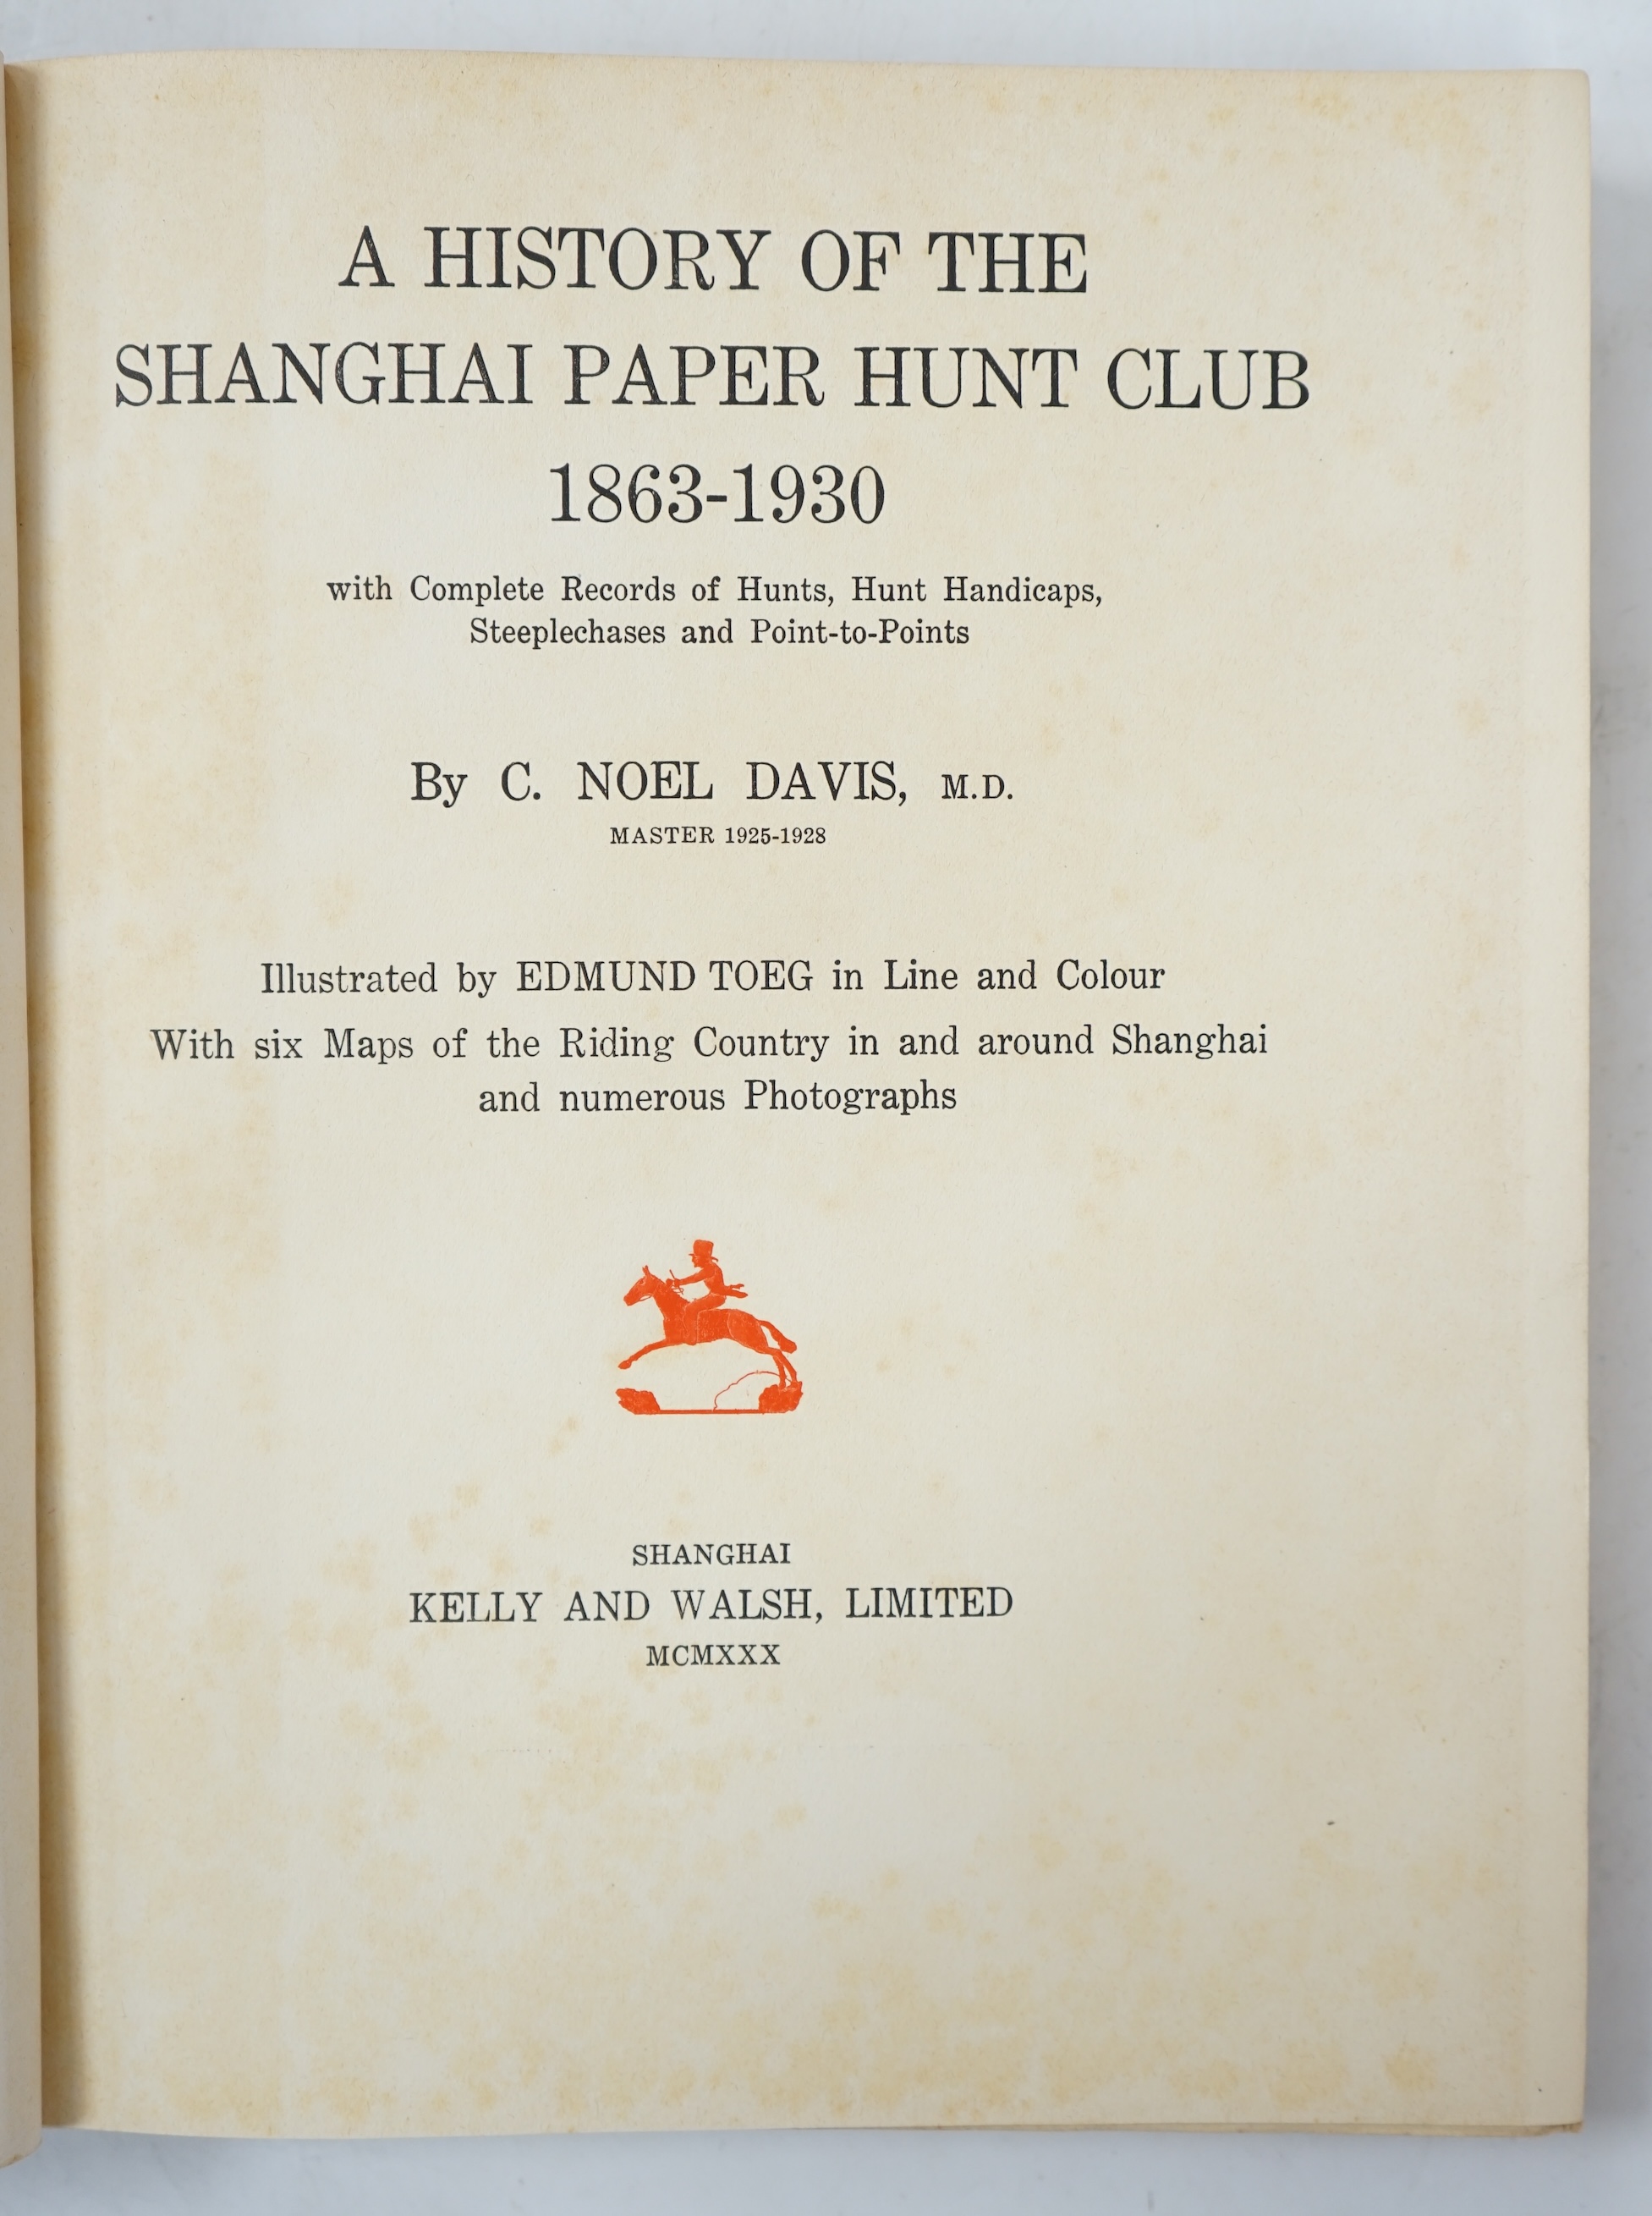 A HISTORY OF THE
SHANGHAI PAPER HUNT CLUB
1863-1930
with Complete Records of Hunts, Hunt Handicaps,
Steeplechases and Point-to-Points
By C. NOEL DAVIS, M.D.
MASTER 1925-1928
Illustrated by EDMUND TOEG in Line and Colour
With six Maps of the Riding Country in and around Shanghai
and numerous Photographs
SHANGHAI
KELLY AND WALSH, LIMITED
MCMXXX